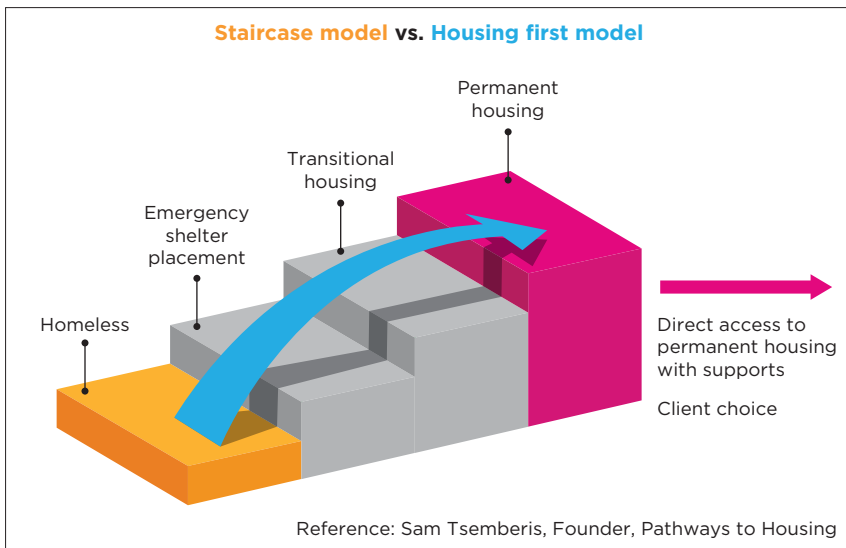 Staircase model vs. Housing first model
Permanent
housing
Transitional
housing
Emergency
shelter
placement
Homeless
Direct access to
permanent housing
with supports
Client choice
Reference: Sam Tsemberis, Founder, Pathways to Housing